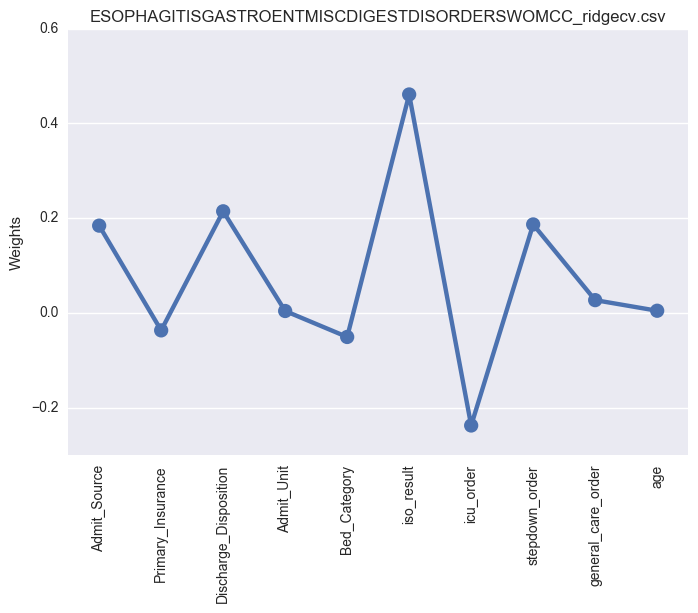 ESOPHAGITISGASTROENTMISCDIGESTDISORDERSWOMCC_ridgecv.csv
0.6
0.4
0.2
0.0
−0.2
Weights
Admit_Source
Primary_Insurance
Discharge_Disposition
Admit_Unit
Bed_Category
iso_result
icu_order
stepdown_order
general_care_order
age